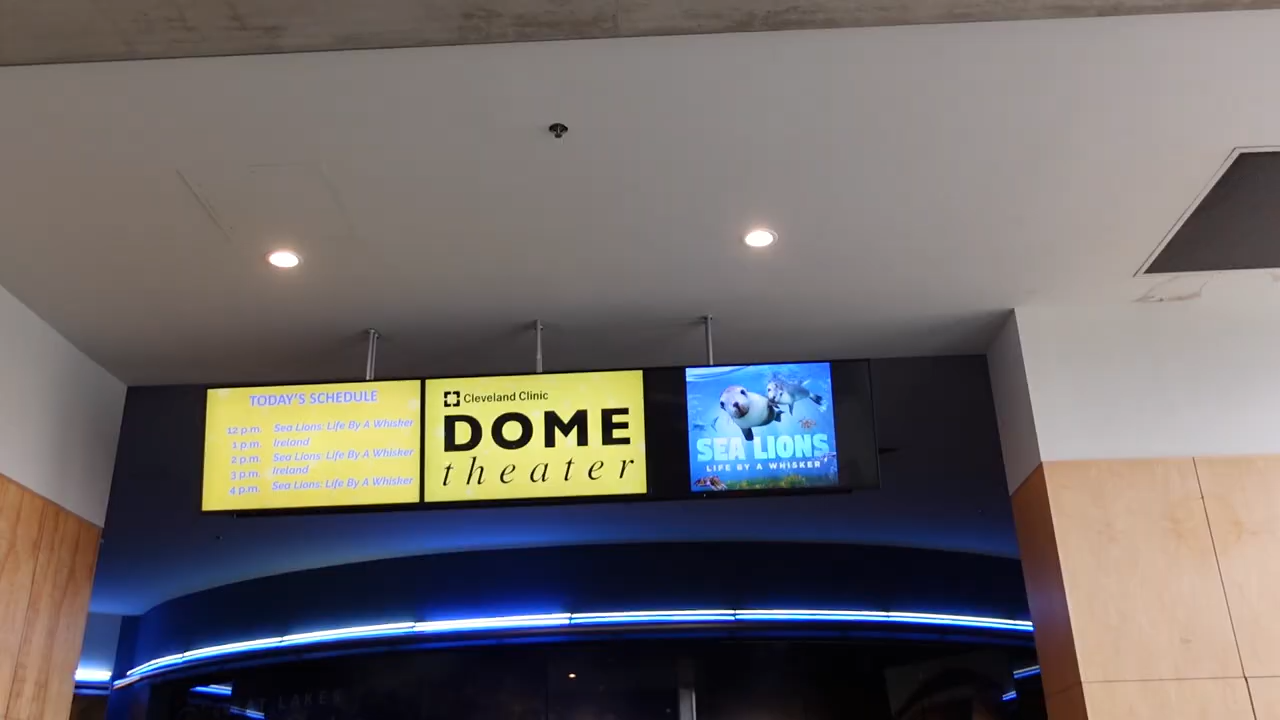 TODAY'S SCHEDULE
12 p.m. Sea Lions: Life By A Whisker
1 p.m. Ireland
2 p.m. Sea Lions: Life By A Whisker
3 p.m. Ireland
4 p.m. Sea Lions: Life By A Whisker
Cleveland Clinic
DOME
theater
SEA LIONS
LIFE BY A WHISKER
LAKES